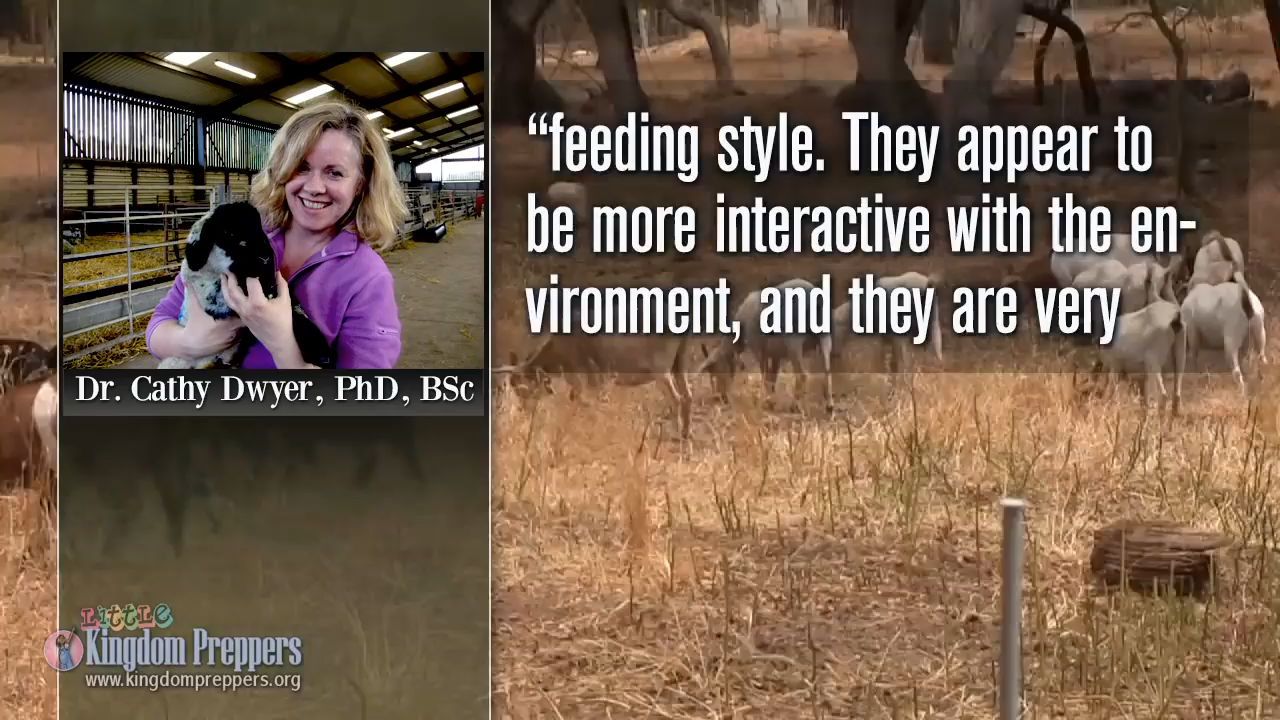 “feeding style. They appear to
be more interactive with the en-
vironment, and they are very
Dr. Cathy Dwyer, PhD, BSc
LittLe
Kingdom Preppers
www.kingdompreppers.org